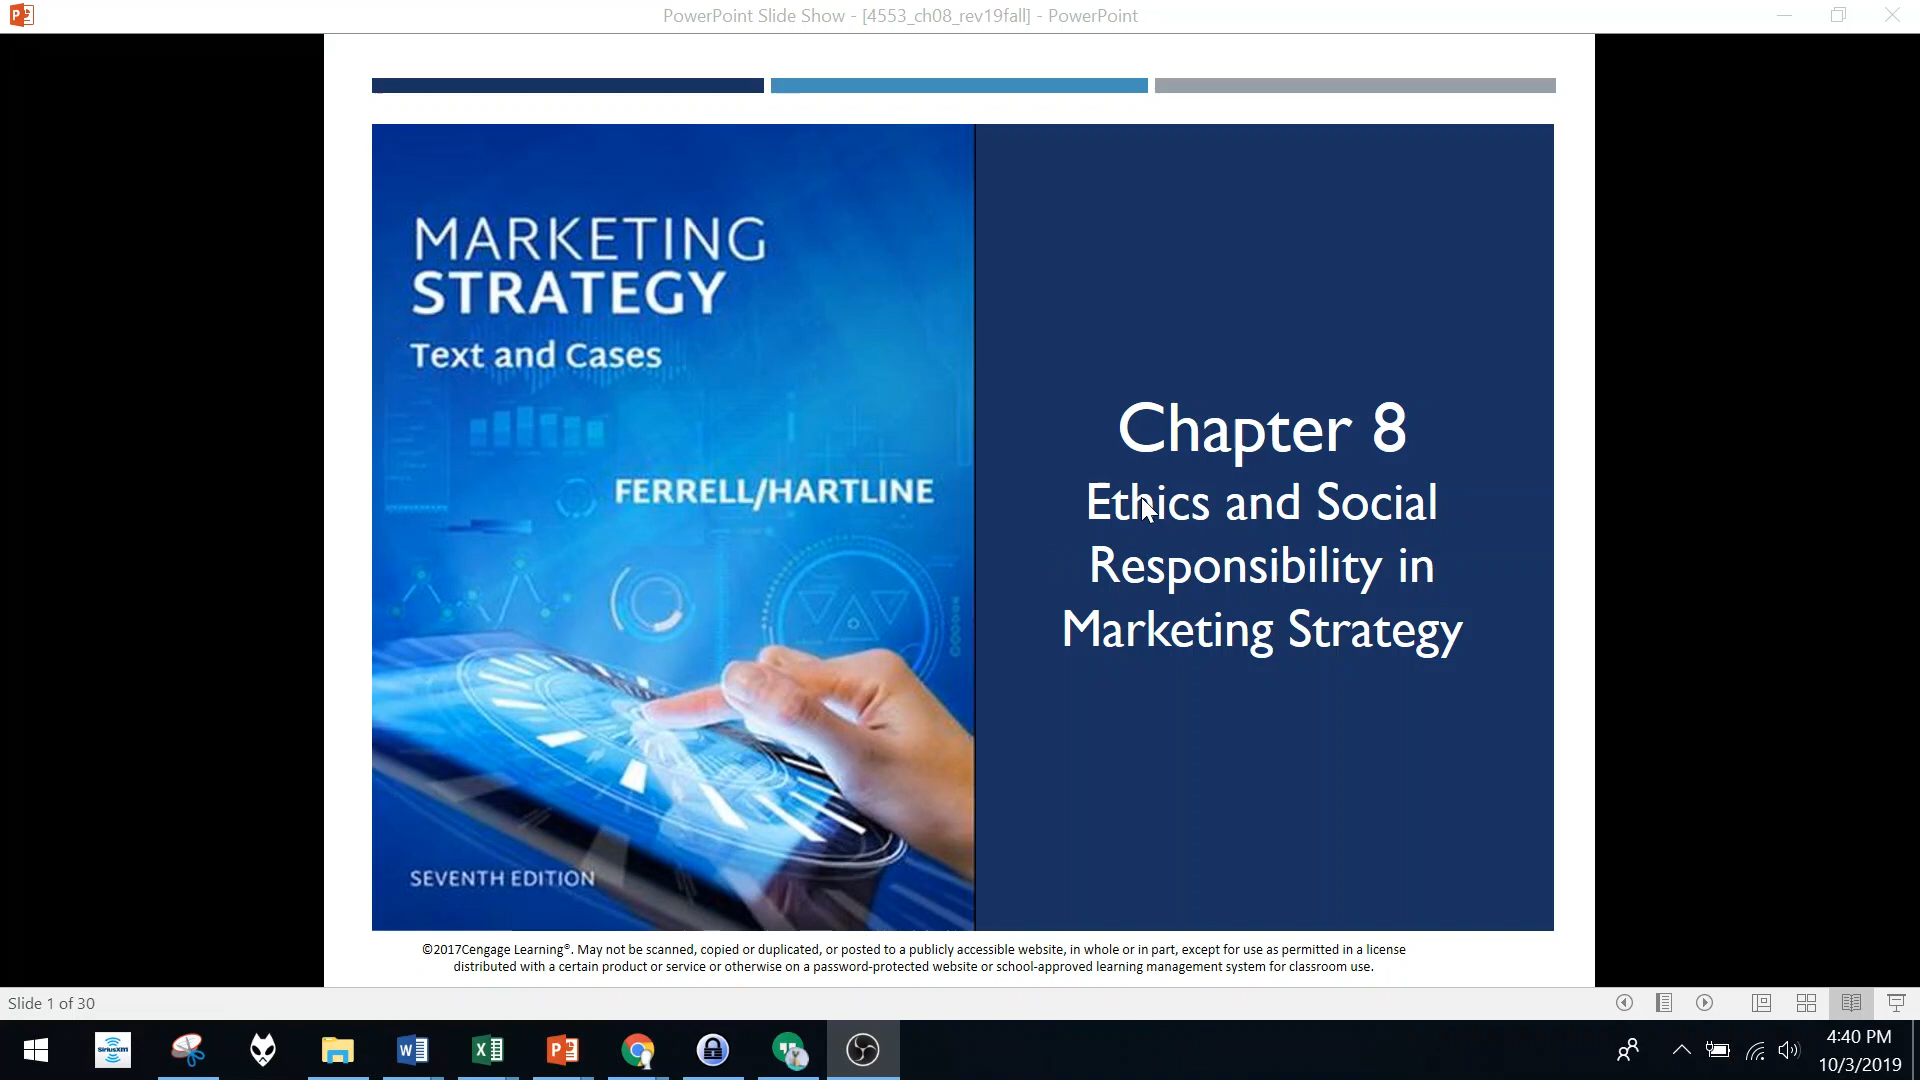 PowerPoint Slide Show - [4553_ch08_rev19fall] - PowerPoint
MARKETING
STRATEGY
Text and Cases
FERRELL/HARTLINE
SEVENTH EDITION
Chapter 8
Ethics and Social
Responsibility in
Marketing Strategy
©2017Cengage Learning®. May not be scanned, copied or duplicated, or posted to a publicly accessible website, in whole or in part, except for use as permitted in a license
distributed with a certain product or service or otherwise on a password-protected website or school-approved learning management system for classroom use.
Slide 1 of 30
SiriusXM
4:40 PM
10/3/2019